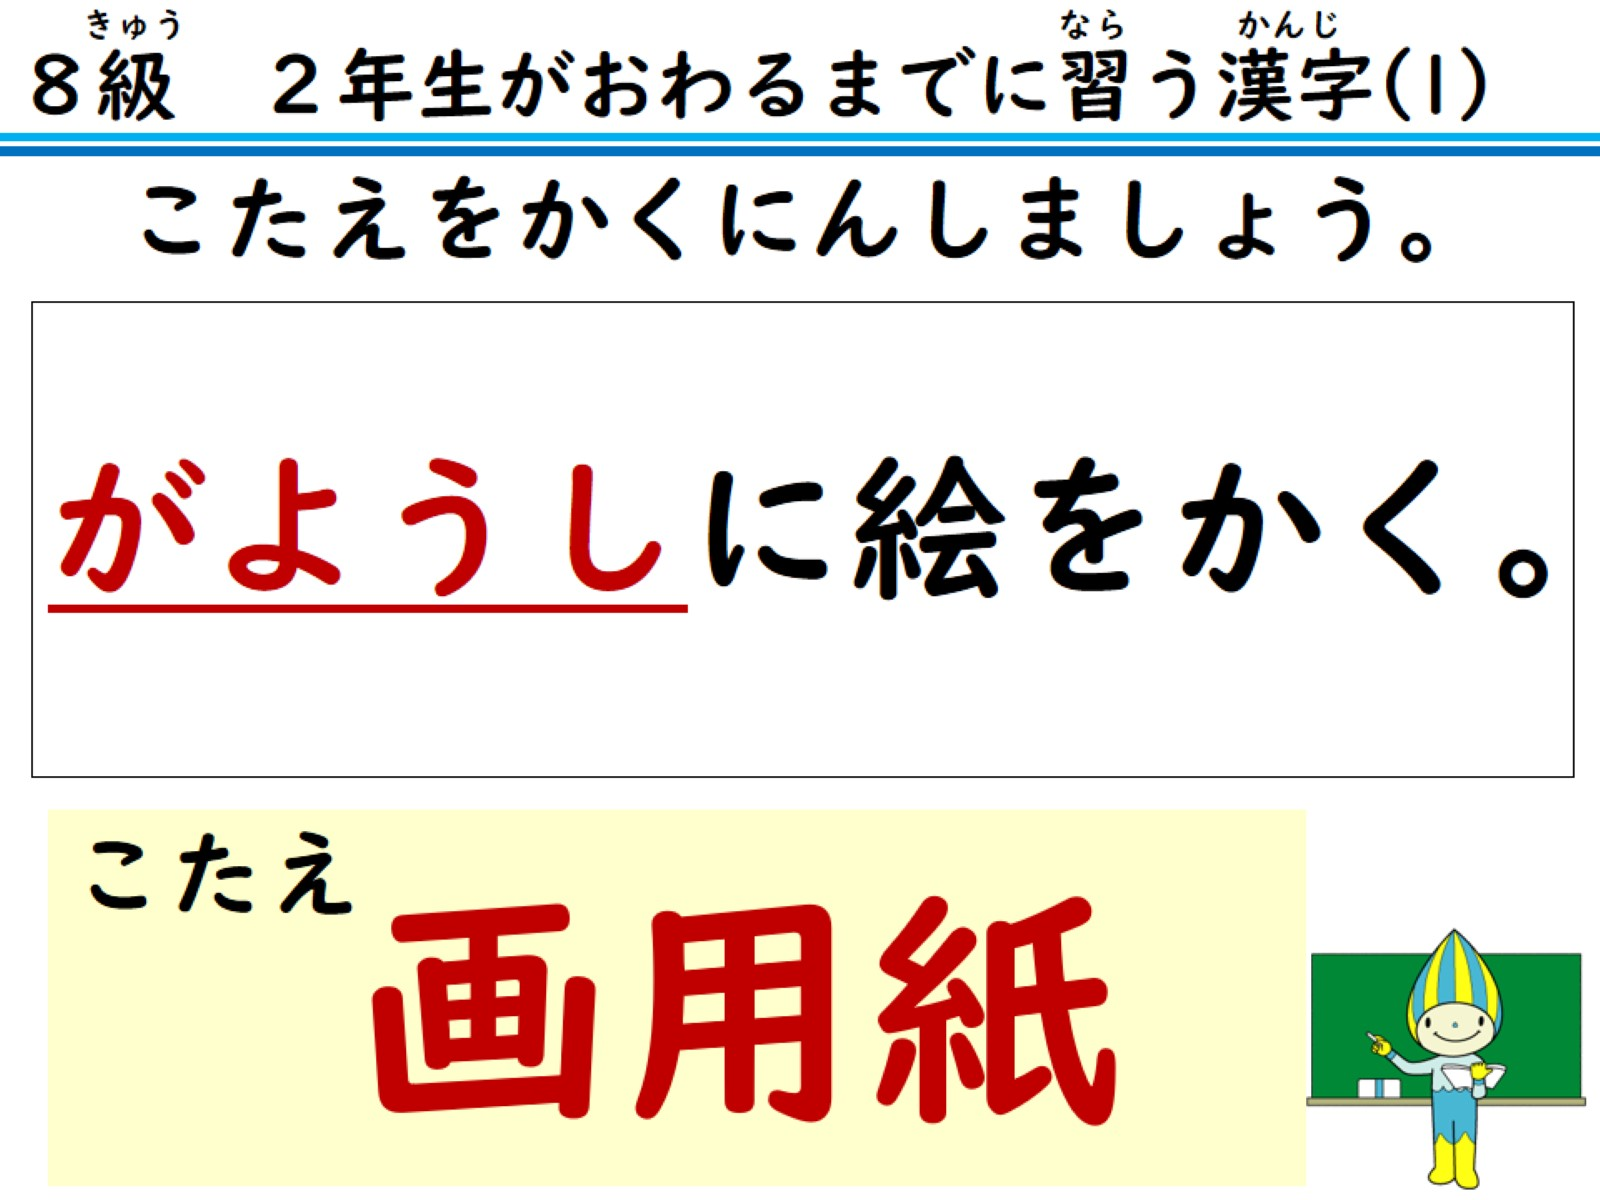 きゅう なら かんじ
8級 2年生がおわるまでに習う漢字(1)
こたえをかくにんしましょう。
がようしに絵をかく。
こたえ
画用紙